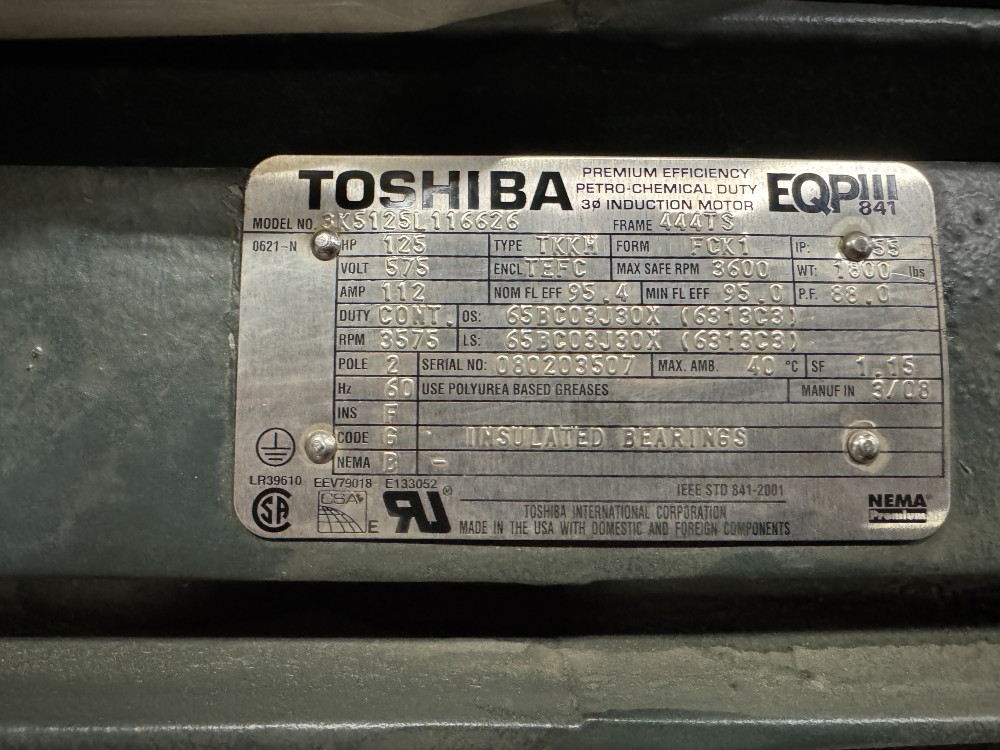 TOSHIBA PREMIUM EFFICIENCY
PETRO-CHEMICAL DUTY
3ø INDUCTION MOTOR
EQPIII
841
MODEL NO. 3K5125L116626 FRAME 444TS
0621-N HP 125 TYPE TKKH FORM FCK1 IP: 55
VOLT 575 ENCL TEFC MAX SAFE RPM 3600 WT: 1800 lbs
AMP 112 NOM FL EFF 95.4 MIN FL EFF 95.0 P.F. 88.0
DUTY CONT. OS: 65BC03J30X (6313C3)
RPM 3575 LS: 65BC03J30X (6313C3)
POLE 2 SERIAL NO: 080203507 MAX. AMB. 40 °C SF 1.15
Hz 60 USE POLYUREA BASED GREASES MANUF IN 3/08
INS F
CODE G INSULATED BEARINGS
NEMA B -
LR39610 EEV79018 E133052
CSA E RU ®
IEEE STD 841-2001
TOSHIBA INTERNATIONAL CORPORATION
MADE IN THE USA WITH DOMESTIC AND FOREIGN COMPONENTS
NEMA
Premium